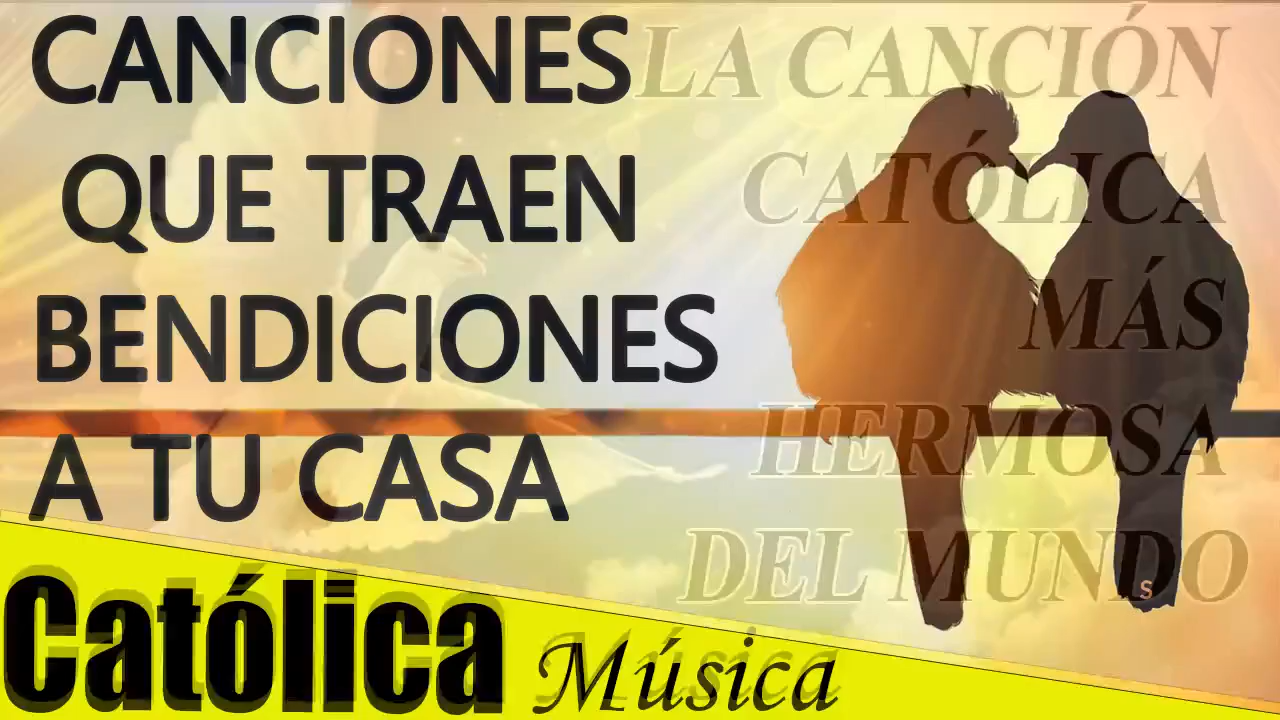 CANCIONES
QUE TRAEN
BENDICIONES
A TU CASA
LA CANCIÓN
CATÓLICA
MÁS
HERMOSA
DEL MUNDO
S
Católica Música